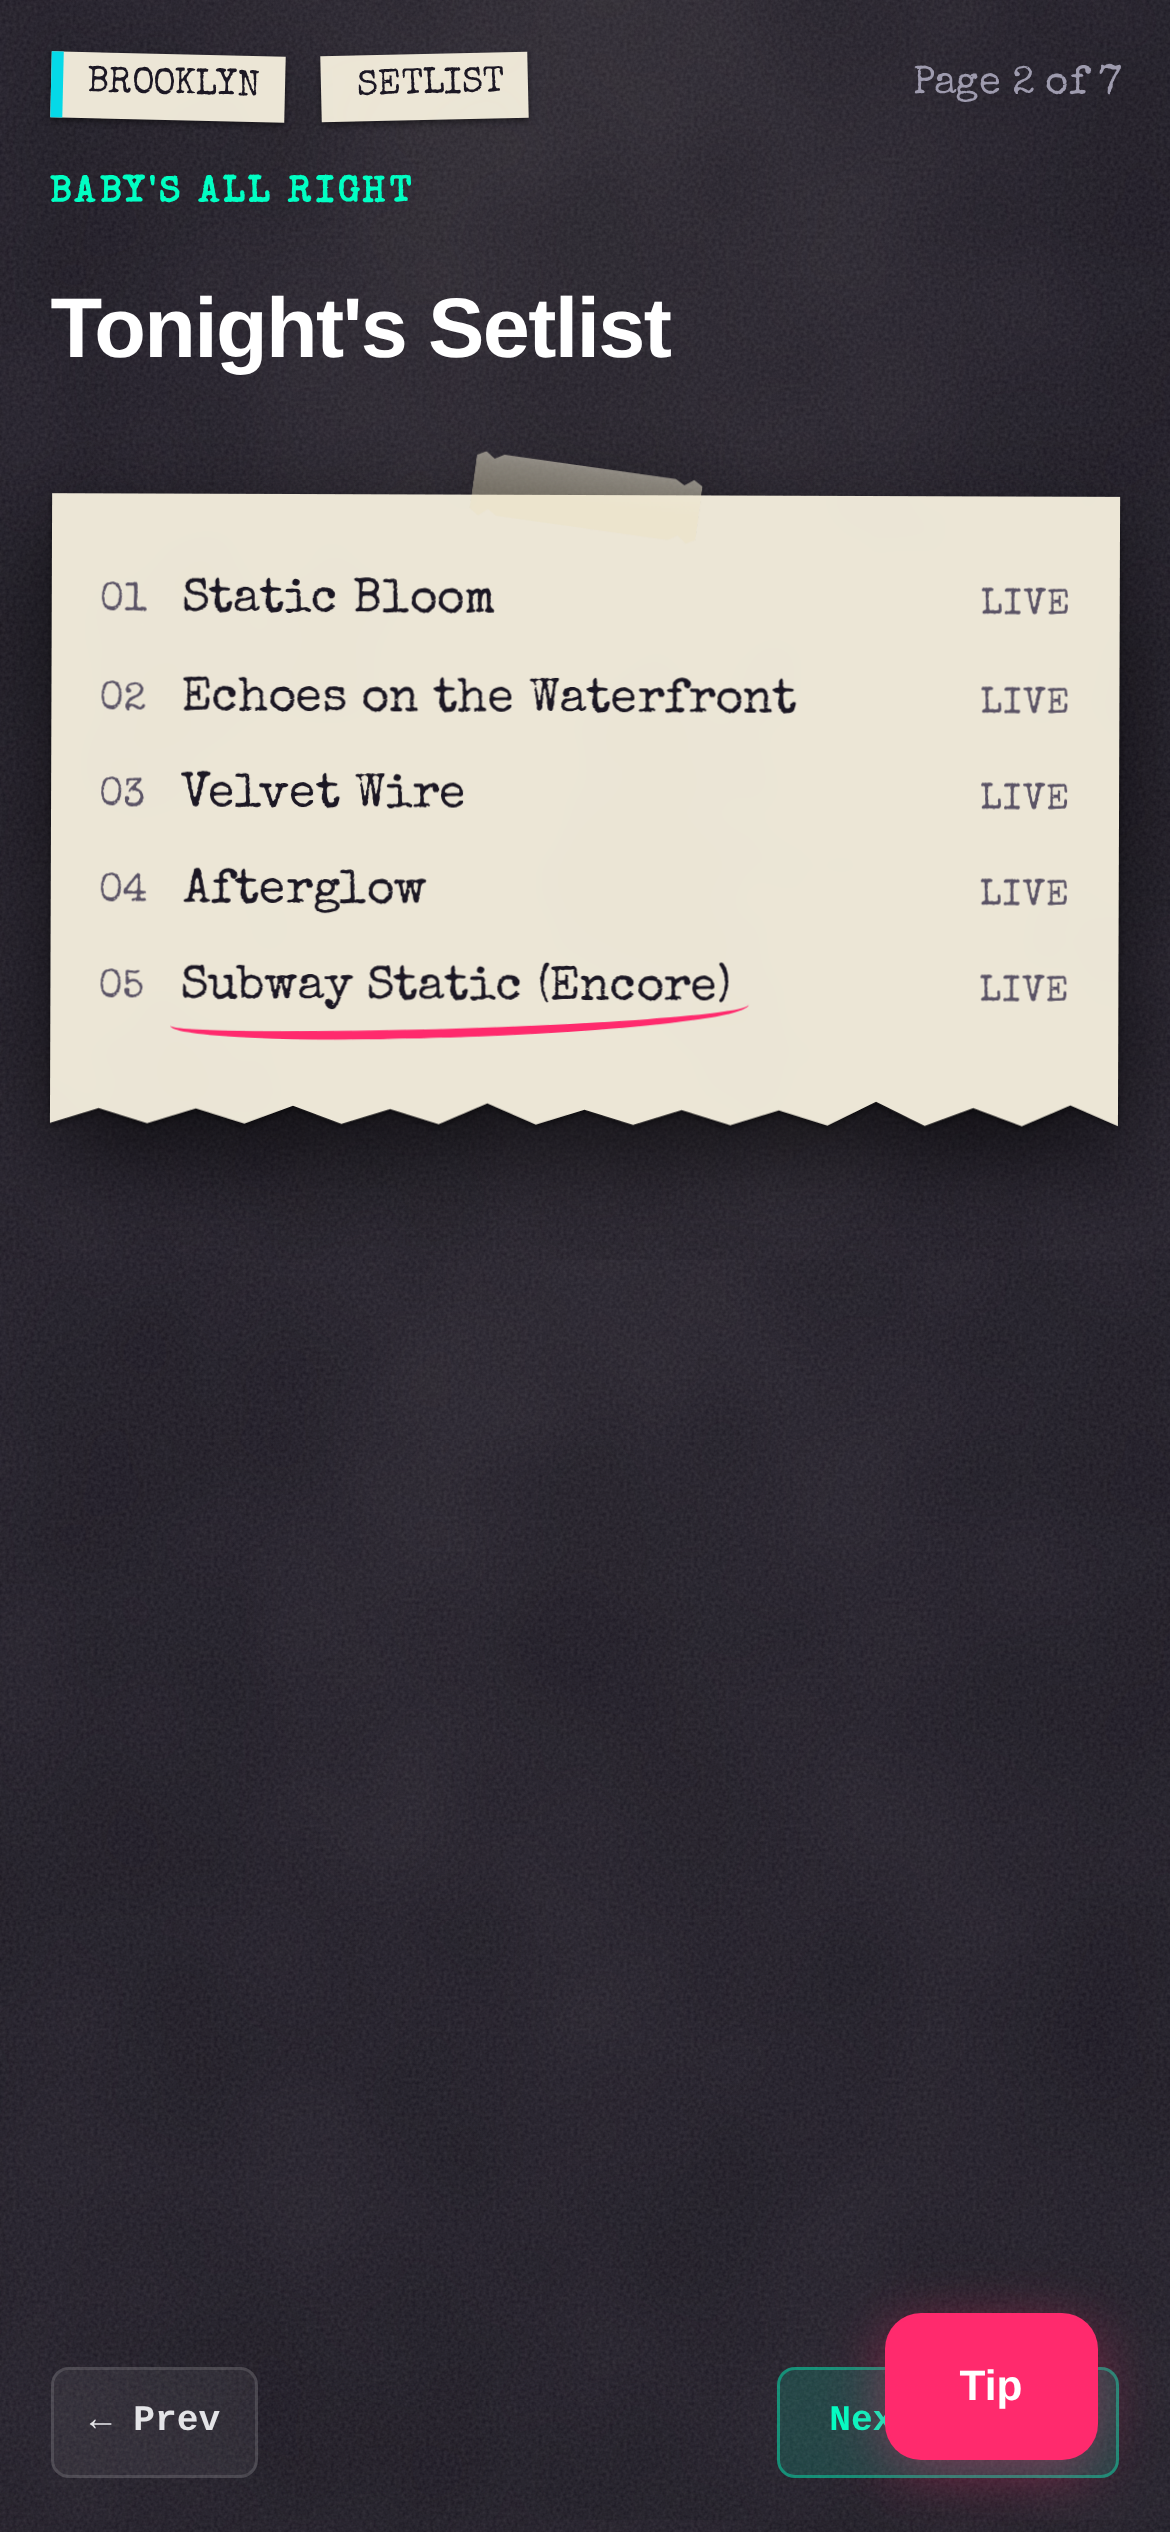 BROOKLYN SETLIST Page 2 of 7
BABY'S ALL RIGHT
Tonight's Setlist
01 Static Bloom LIVE
02 Echoes on the Waterfront LIVE
03 Velvet Wire LIVE
04 Afterglow LIVE
05 Subway Static (Encore) LIVE
← Prev
Tip